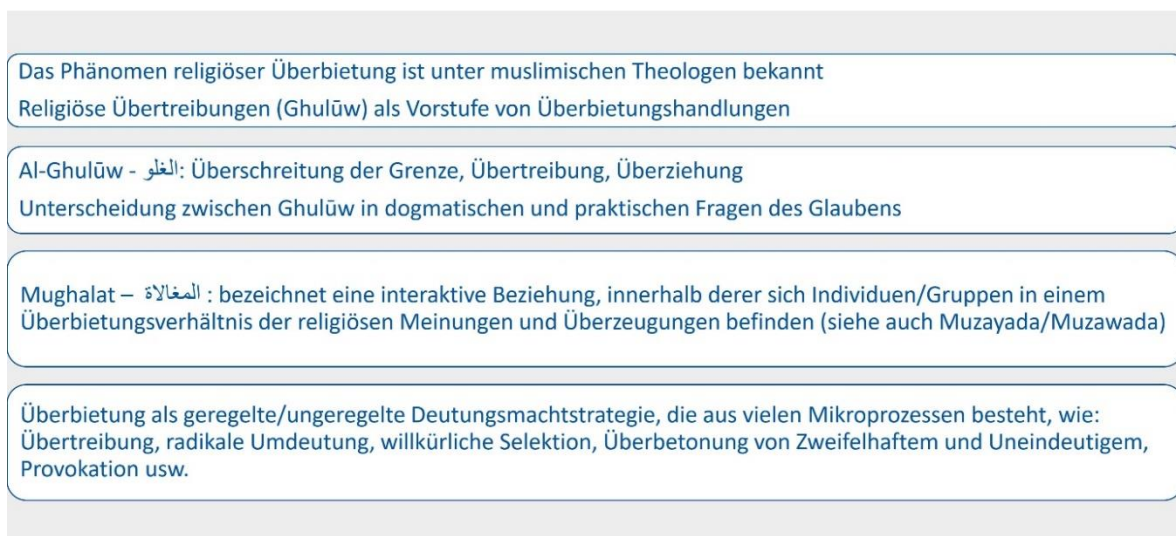 Das Phänomen religiöser Überbietung ist unter muslimischen Theologen bekannt
Religiöse Übertreibungen (Ghulūw) als Vorstufe von Überbietungshandlungen
Al-Ghulūw - الغلو: Überschreitung der Grenze, Übertreibung, Überziehung
Unterscheidung zwischen Ghulūw in dogmatischen und praktischen Fragen des Glaubens
Mughalat – المغالاة : bezeichnet eine interaktive Beziehung, innerhalb derer sich Individuen/Gruppen in einem
Überbietungsverhältnis der religiösen Meinungen und Überzeugungen befinden (siehe auch Muzayada/Muzawada)
Überbietung als geregelte/ungeregelte Deutungsmachtstrategie, die aus vielen Mikroprozessen besteht, wie:
Übertreibung, radikale Umdeutung, willkürliche Selektion, Überbetonung von Zweifelhaftem und Uneindeutigem,
Provokation usw.